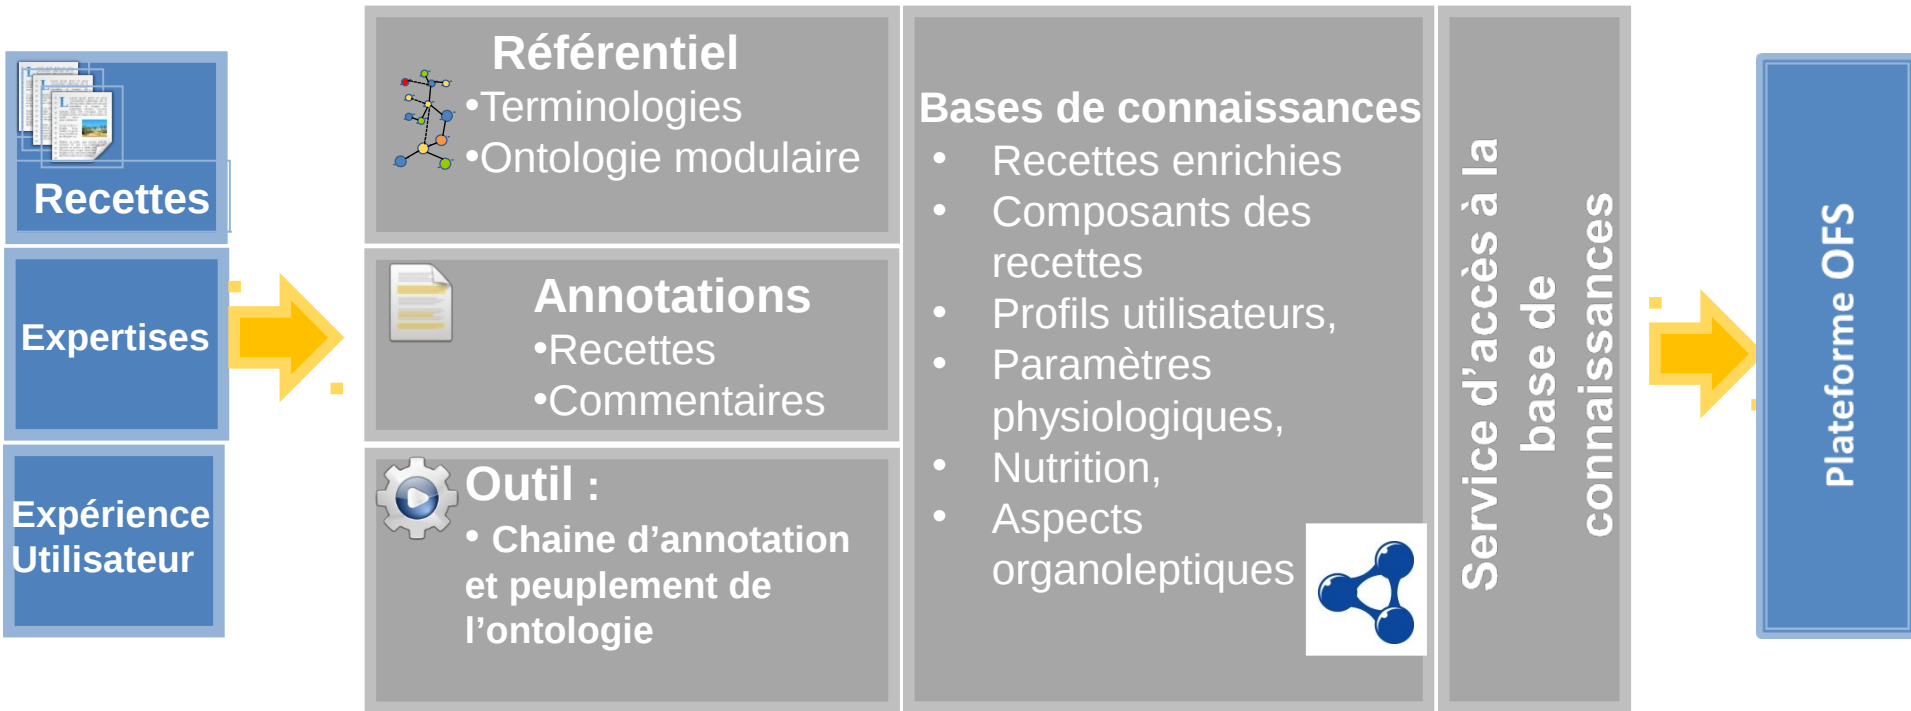 Recettes
Expertises
Expérience
Utilisateur
Référentiel
•Terminologies
•Ontologie modulaire
Annotations
•Recettes
•Commentaires
Outil :
• Chaine d’annotation
et peuplement de
l’ontologie
Bases de connaissances
• Recettes enrichies
• Composants des
recettes
• Profils utilisateurs,
• Paramètres
physiologiques,
• Nutrition,
• Aspects
organoleptiques
Service d’accès à la
base de
connaissances
Plateforme OFS